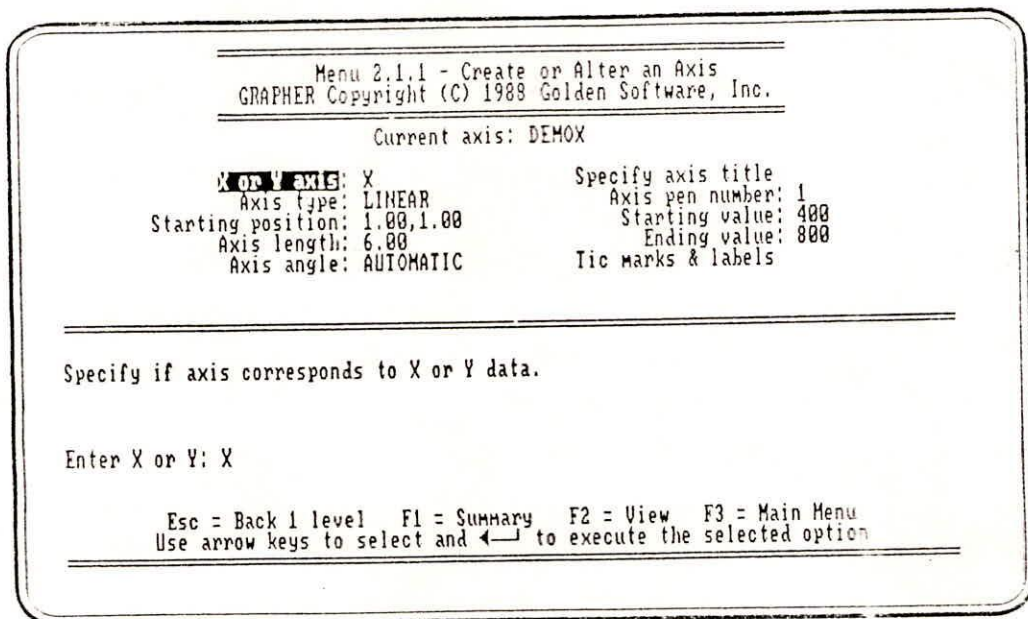 Menu 2.1.1 - Create or Alter an Axis
GRAPHER Copyright (C) 1988 Golden Software, Inc.
Current axis: DEMOX
X or Y axis: X
Axis type: LINEAR
Starting position: 1.00,1.00
Axis length: 6.00
Axis angle: AUTOMATIC
Specify axis title
Axis pen number: 1
Starting value: 400
Ending value: 800
Tic marks & labels
Specify if axis corresponds to X or Y data.
Enter X or Y: X
Esc = Back 1 level F1 = Summary F2 = View F3 = Main Menu
Use arrow keys to select and ◄─┘ to execute the selected option